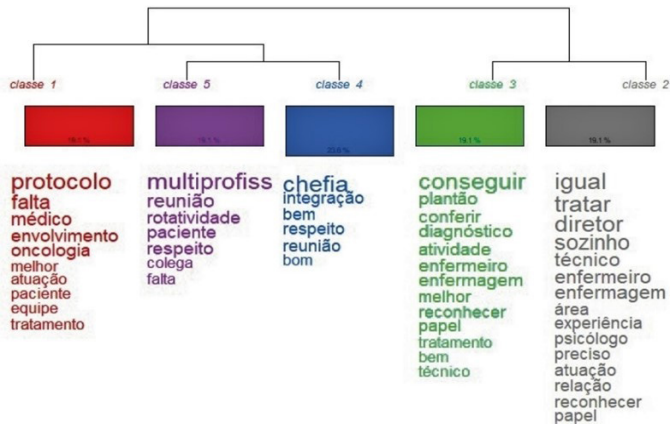 classe 1
classe 5
classe 4
classe 3
classe 2
19.1 %
19.1 %
23.6 %
19.1 %
19.1 %
protocolo
falta
médico
envolvimento
oncologia
melhor
atuação
paciente
equipe
tratamento
multiprofiss
reunião
rotatividade
paciente
respeito
colega
falta
chefia
integração
bem
respeito
reunião
bom
conseguir
plantão
conferir
diagnóstico
atividade
enfermeiro
enfermagem
melhor
reconhecer
papel
tratamento
bem
técnico
igual
tratar
diretor
sozinho
técnico
enfermeiro
enfermagem
área
experiência
psicólogo
preciso
atuação
relação
reconhecer
papel